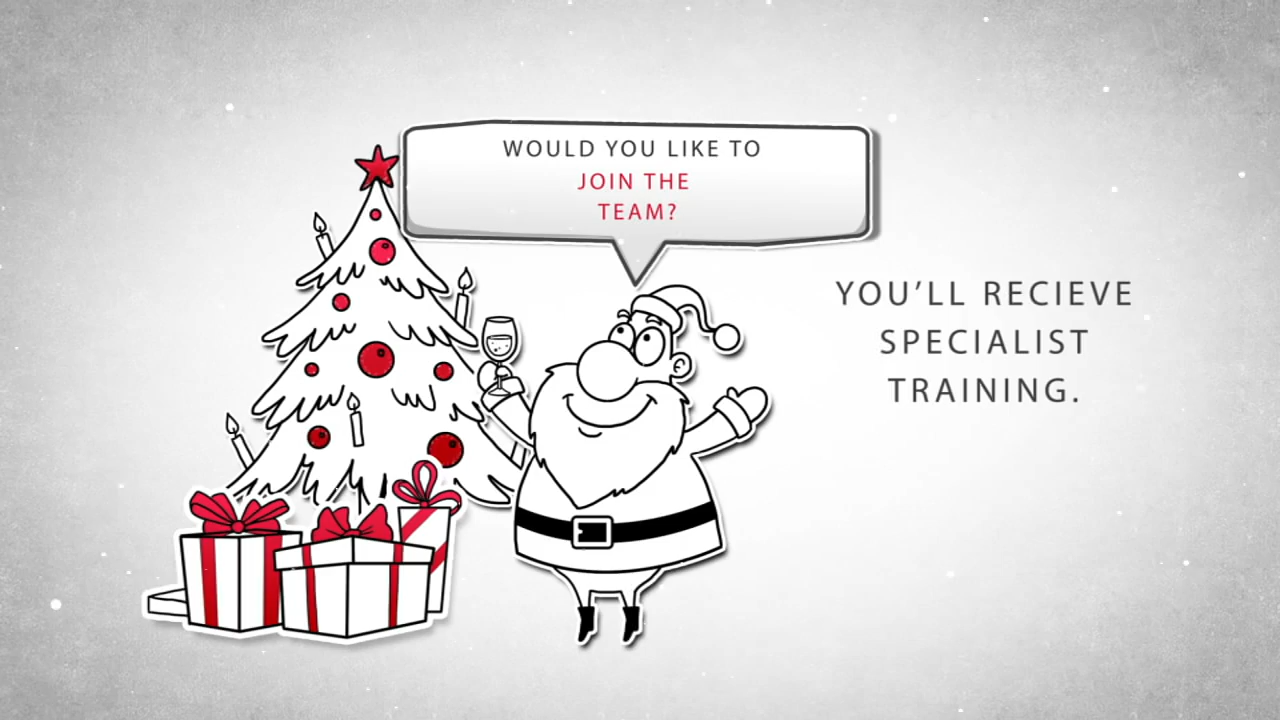 WOULD YOU LIKE TO
JOIN THE
TEAM?
YOU'LL RECIEVE
SPECIALIST
TRAINING.